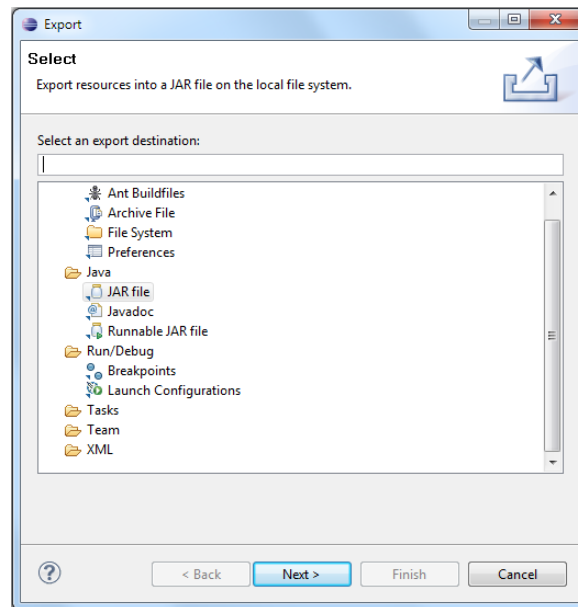 Export
Select
Export resources into a JAR file on the local file system.
Select an export destination:
Ant Buildfiles
Archive File
File System
Preferences
Java
JAR file
Javadoc
Runnable JAR file
Run/Debug
Breakpoints
Launch Configurations
Tasks
Team
XML
? < Back Next > Finish Cancel